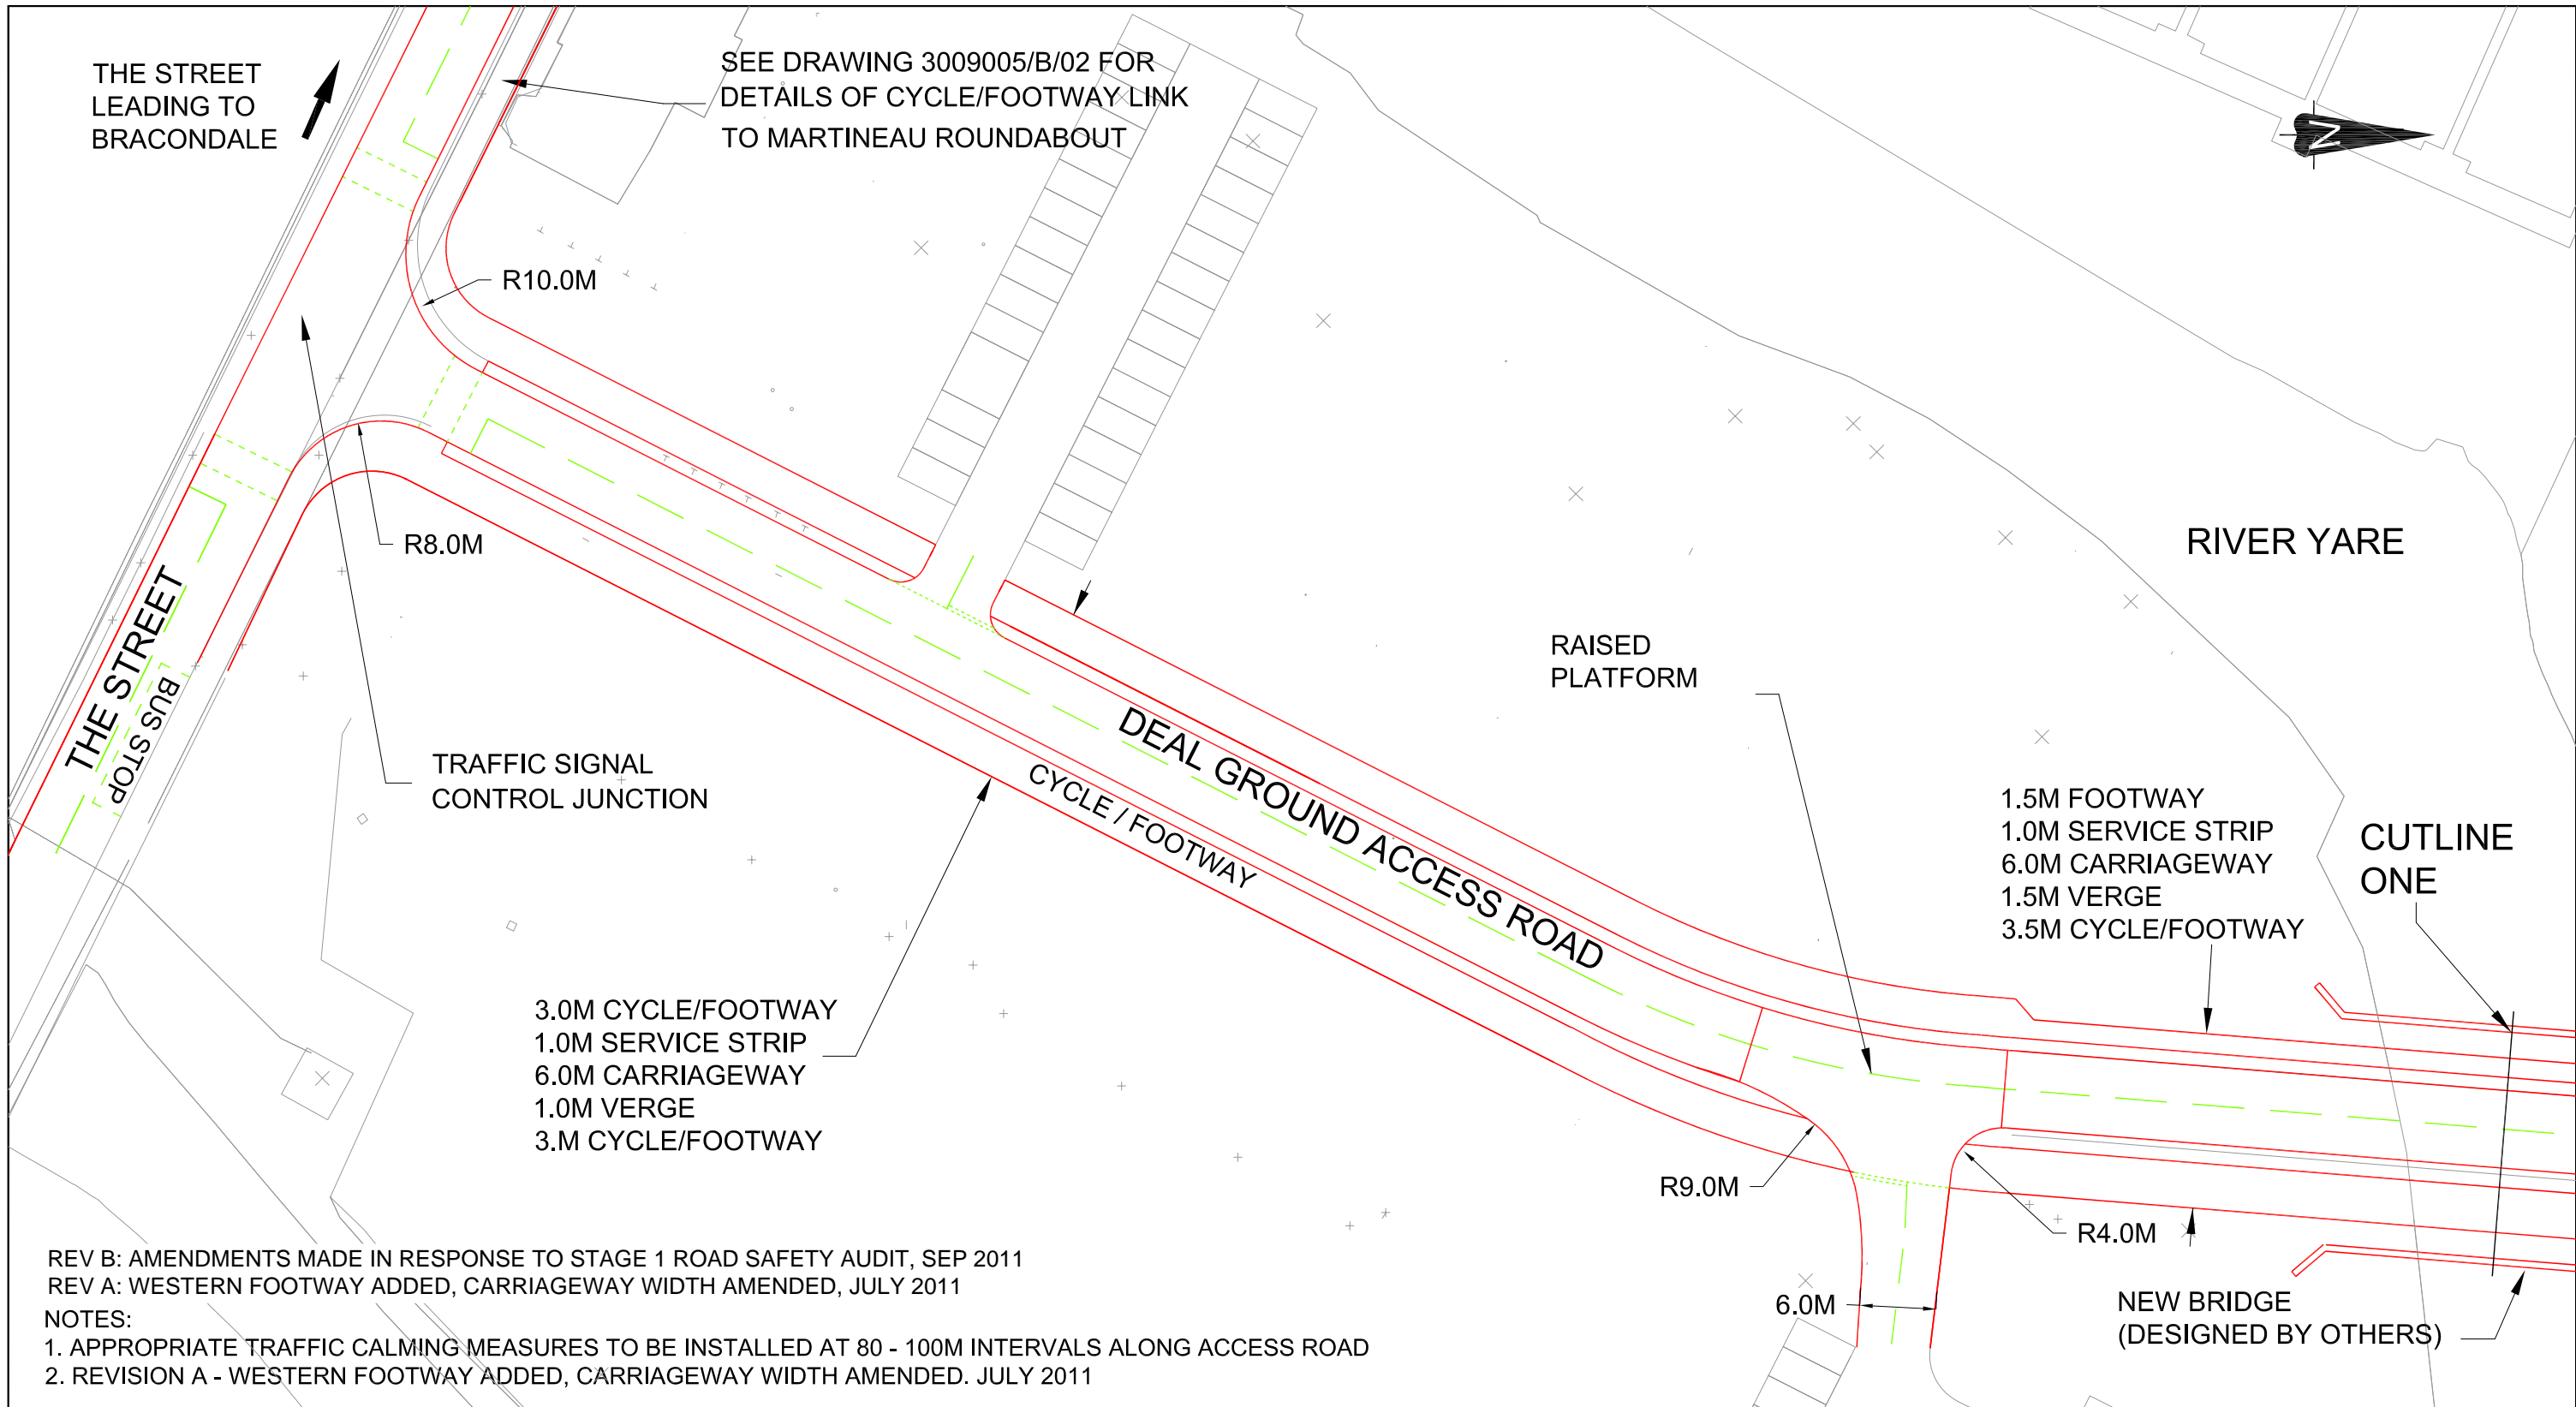 THE STREET
LEADING TO
BRACONDALE
SEE DRAWING 3009005/B/02 FOR
DETAILS OF CYCLE/FOOTWAY LINK
TO MARTINEAU ROUNDABOUT
N
R10.0M
R8.0M
RIVER YARE
THE STREET
BUS STOP
RAISED
PLATFORM
TRAFFIC SIGNAL
CONTROL JUNCTION
DEAL GROUND ACCESS ROAD
CYCLE / FOOTWAY
1.5M FOOTWAY
1.0M SERVICE STRIP
6.0M CARRIAGEWAY
1.5M VERGE
3.5M CYCLE/FOOTWAY
CUTLINE
ONE
3.0M CYCLE/FOOTWAY
1.0M SERVICE STRIP
6.0M CARRIAGEWAY
1.0M VERGE
3.M CYCLE/FOOTWAY
R9.0M
R4.0M
6.0M
NEW BRIDGE
(DESIGNED BY OTHERS)
REV B: AMENDMENTS MADE IN RESPONSE TO STAGE 1 ROAD SAFETY AUDIT, SEP 2011
REV A: WESTERN FOOTWAY ADDED, CARRIAGEWAY WIDTH AMENDED, JULY 2011
NOTES:
1. APPROPRIATE TRAFFIC CALMING MEASURES TO BE INSTALLED AT 80 - 100M INTERVALS ALONG ACCESS ROAD
2. REVISION A - WESTERN FOOTWAY ADDED, CARRIAGEWAY WIDTH AMENDED. JULY 2011